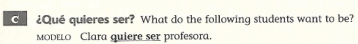 C ¿Qué quieres ser? What do the following students want to be?
MODELO Clara quiere ser profesora.